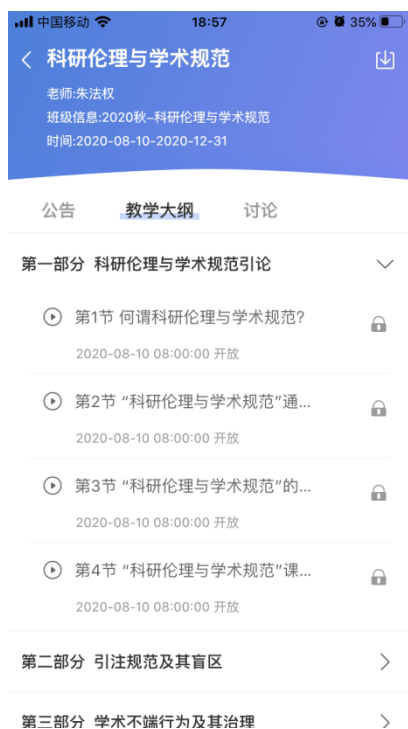 中国移动 18:57 35%
科研伦理与学术规范
老师:朱法权
班级信息:2020秋–科研伦理与学术规范
时间:2020-08-10-2020-12-31
公告 教学大纲 讨论
第一部分 科研伦理与学术规范引论
第1节 何谓科研伦理与学术规范?
2020-08-10 08:00:00 开放
第2节 “科研伦理与学术规范”通...
2020-08-10 08:00:00 开放
第3节 “科研伦理与学术规范”的...
2020-08-10 08:00:00 开放
第4节 “科研伦理与学术规范”课...
2020-08-10 08:00:00 开放
第二部分 引注规范及其盲区
第三部分 学术不端行为及其治理